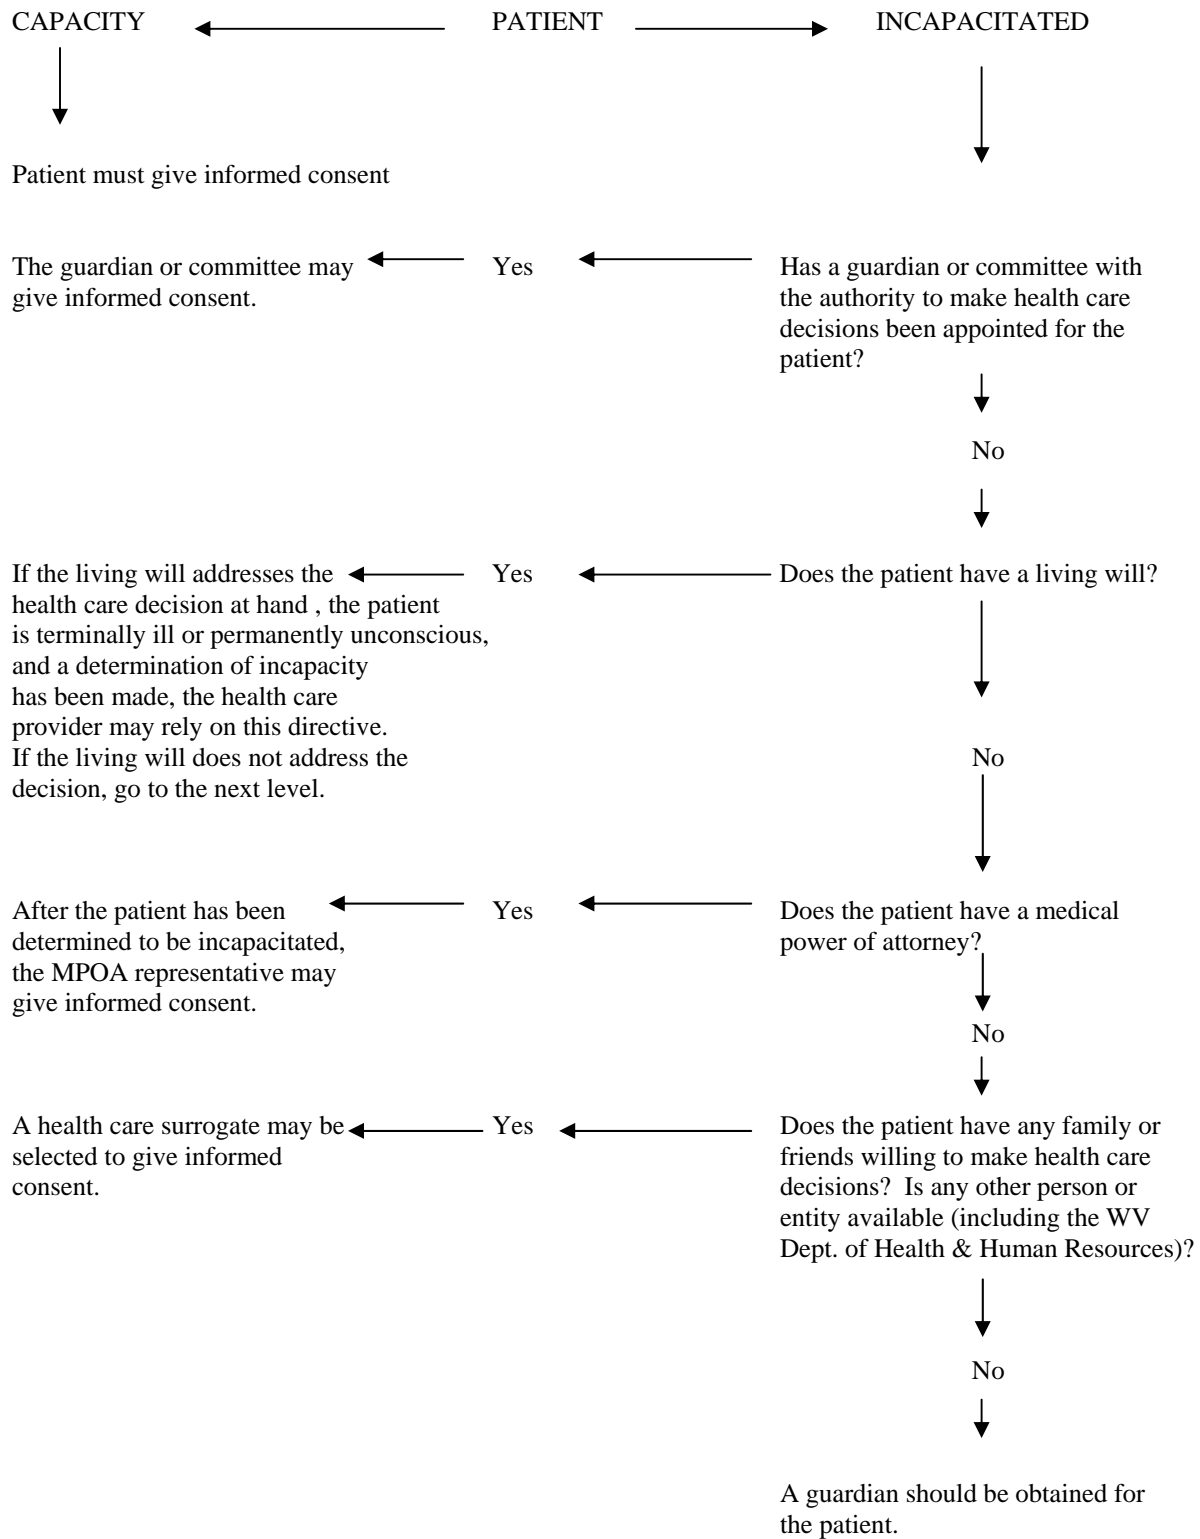 CAPACITY PATIENT INCAPACITATED
Patient must give informed consent
The guardian or committee may
give informed consent.
Yes
Has a guardian or committee with
the authority to make health care
decisions been appointed for the
patient?
No
If the living will addresses the
health care decision at hand , the patient
is terminally ill or permanently unconscious,
and a determination of incapacity
has been made, the health care
provider may rely on this directive.
If the living will does not address the
decision, go to the next level.
Yes
Does the patient have a living will?
No
After the patient has been
determined to be incapacitated,
the MPOA representative may
give informed consent.
Yes
Does the patient have a medical
power of attorney?
No
A health care surrogate may be
selected to give informed
consent.
Yes
Does the patient have any family or
friends willing to make health care
decisions?  Is any other person or
entity available (including the WV
Dept. of Health & Human Resources)?
No
A guardian should be obtained for
the patient.